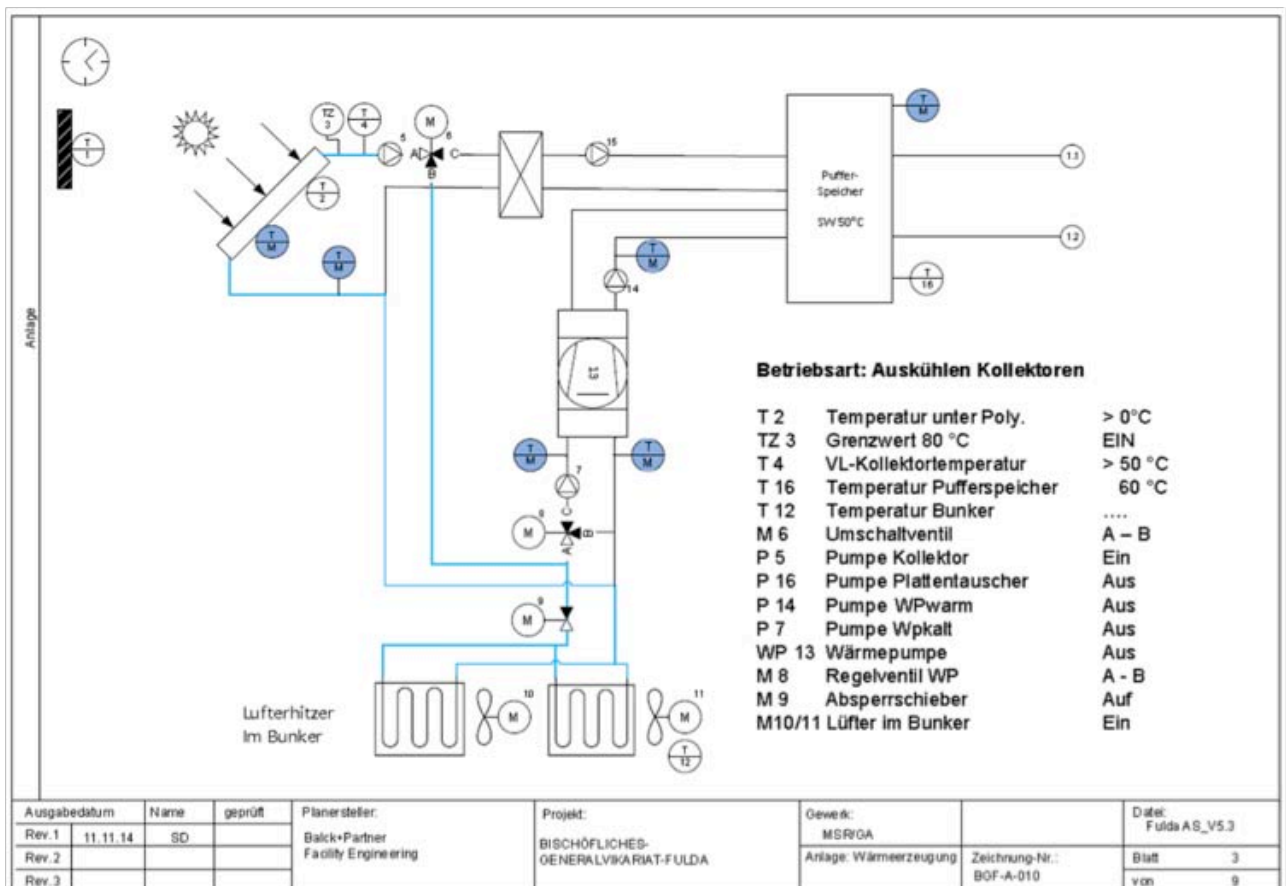 Anlage
T
1
TZ
3
T
4
5
M
6
A
C
B
T
2
T
M
T
M
15
T
M
Puffer-
Speicher
SW 50°C
1.1
1.2
T
16
T
M
14
13
T
M
T
M
7
C
M
8
B
A
M
9
Lufterhitzer
Im Bunker
M
10
M
11
T
12
Betriebsart: Auskühlen Kollektoren
T 2 Temperatur unter Poly. > 0°C
TZ 3 Grenzwert 80 °C EIN
T 4 VL-Kollektortemperatur > 50 °C
T 16 Temperatur Pufferspeicher 60 °C
T 12 Temperatur Bunker ....
M 6 Umschaltventil A – B
P 5 Pumpe Kollektor Ein
P 16 Pumpe Plattentauscher Aus
P 14 Pumpe WPwarm Aus
P 7 Pumpe Wpkalt Aus
WP 13 Wärmepumpe Aus
M 8 Regelventil WP A - B
M 9 Absperrschieber Auf
M10/11 Lüfter im Bunker Ein
Ausgabedatum Name geprüft
Rev.1 11.11.14 SD
Rev.2
Rev.3
Planersteller:
Balck+Partner
Facility Engineering
Projekt:
BISCHÖFLICHES-
GENERALVIKARIAT-FULDA
Gewerk:
MSR/GA
Anlage: Wärmeerzeugung
Zeichnung-Nr.:
BGF-A-010
Datei:
Fulda AS_V5.3
Blatt 3
von 9